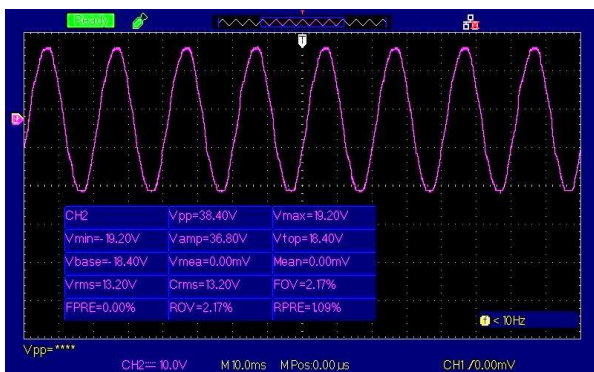 Ready
T
CH2 Vpp=38.40V Vmax=19.20V
Vmin=-19.20V Vamp=36.80V Vtop=18.40V
Vbase=-18.40V Vmea=0.00mV Mean=0.00mV
Vrms=13.20V Crms=13.20V FOV=2.17%
FPRE=0.00% ROV=2.17% RPRE=1.09%
T < 10Hz
Vpp=****
CH2 10.0V M 10.0ms M Pos:0.00µs CH1 /0.00mV